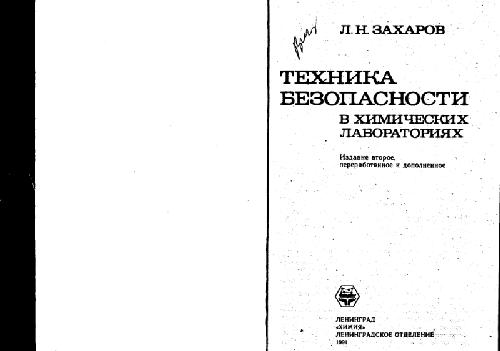 Л. Н. ЗАХАРОВ
ТЕХНИКА
БЕЗОПАСНОСТИ
В ХИМИЧЕСКИХ
ЛАБОРАТОРИЯХ
Издание второе,
переработанное и дополненное
ЛЕНИНГРАД
«ХИМИЯ»
ЛЕНИНГРАДСКОЕ ОТДЕЛЕНИЕ